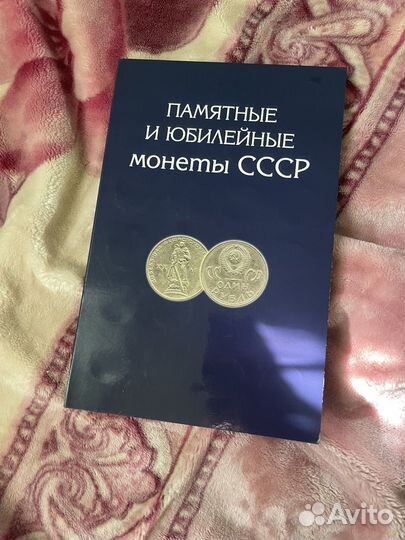 ПАМЯТНЫЕ
И ЮБИЛЕЙНЫЕ
монеты СССР
ОДИН
РУБЛЬ
Avito